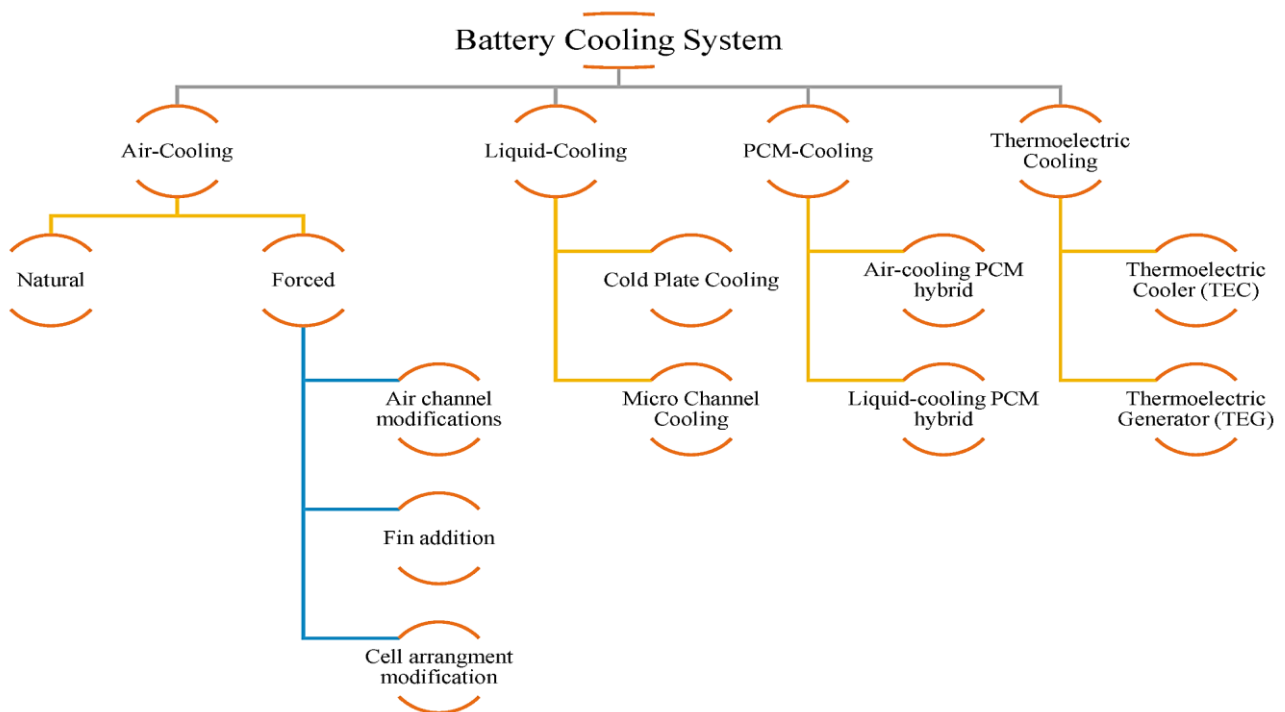 Battery Cooling System
Air-Cooling
Liquid-Cooling
PCM-Cooling
Thermoelectric
Cooling
Natural
Forced
Cold Plate Cooling
Air-cooling PCM
hybrid
Thermoelectric
Cooler (TEC)
Air channel
modifications
Micro Channel
Cooling
Liquid-cooling PCM
hybrid
Thermoelectric
Generator (TEG)
Fin addition
Cell arrangment
modification